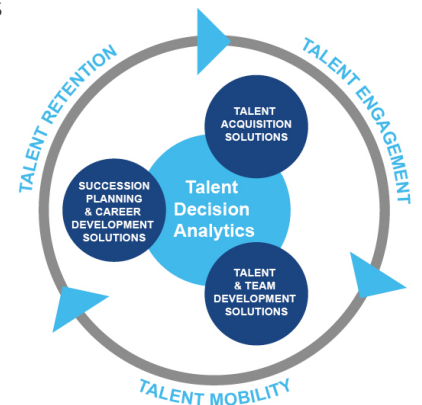 TALENT RETENTION
TALENT ENGAGEMENT
TALENT
ACQUISITION
SOLUTIONS
SUCCESSION
PLANNING
& CAREER
DEVELOPMENT
SOLUTIONS
Talent
Decision
Analytics
TALENT
& TEAM
DEVELOPMENT
SOLUTIONS
TALENT MOBILITY